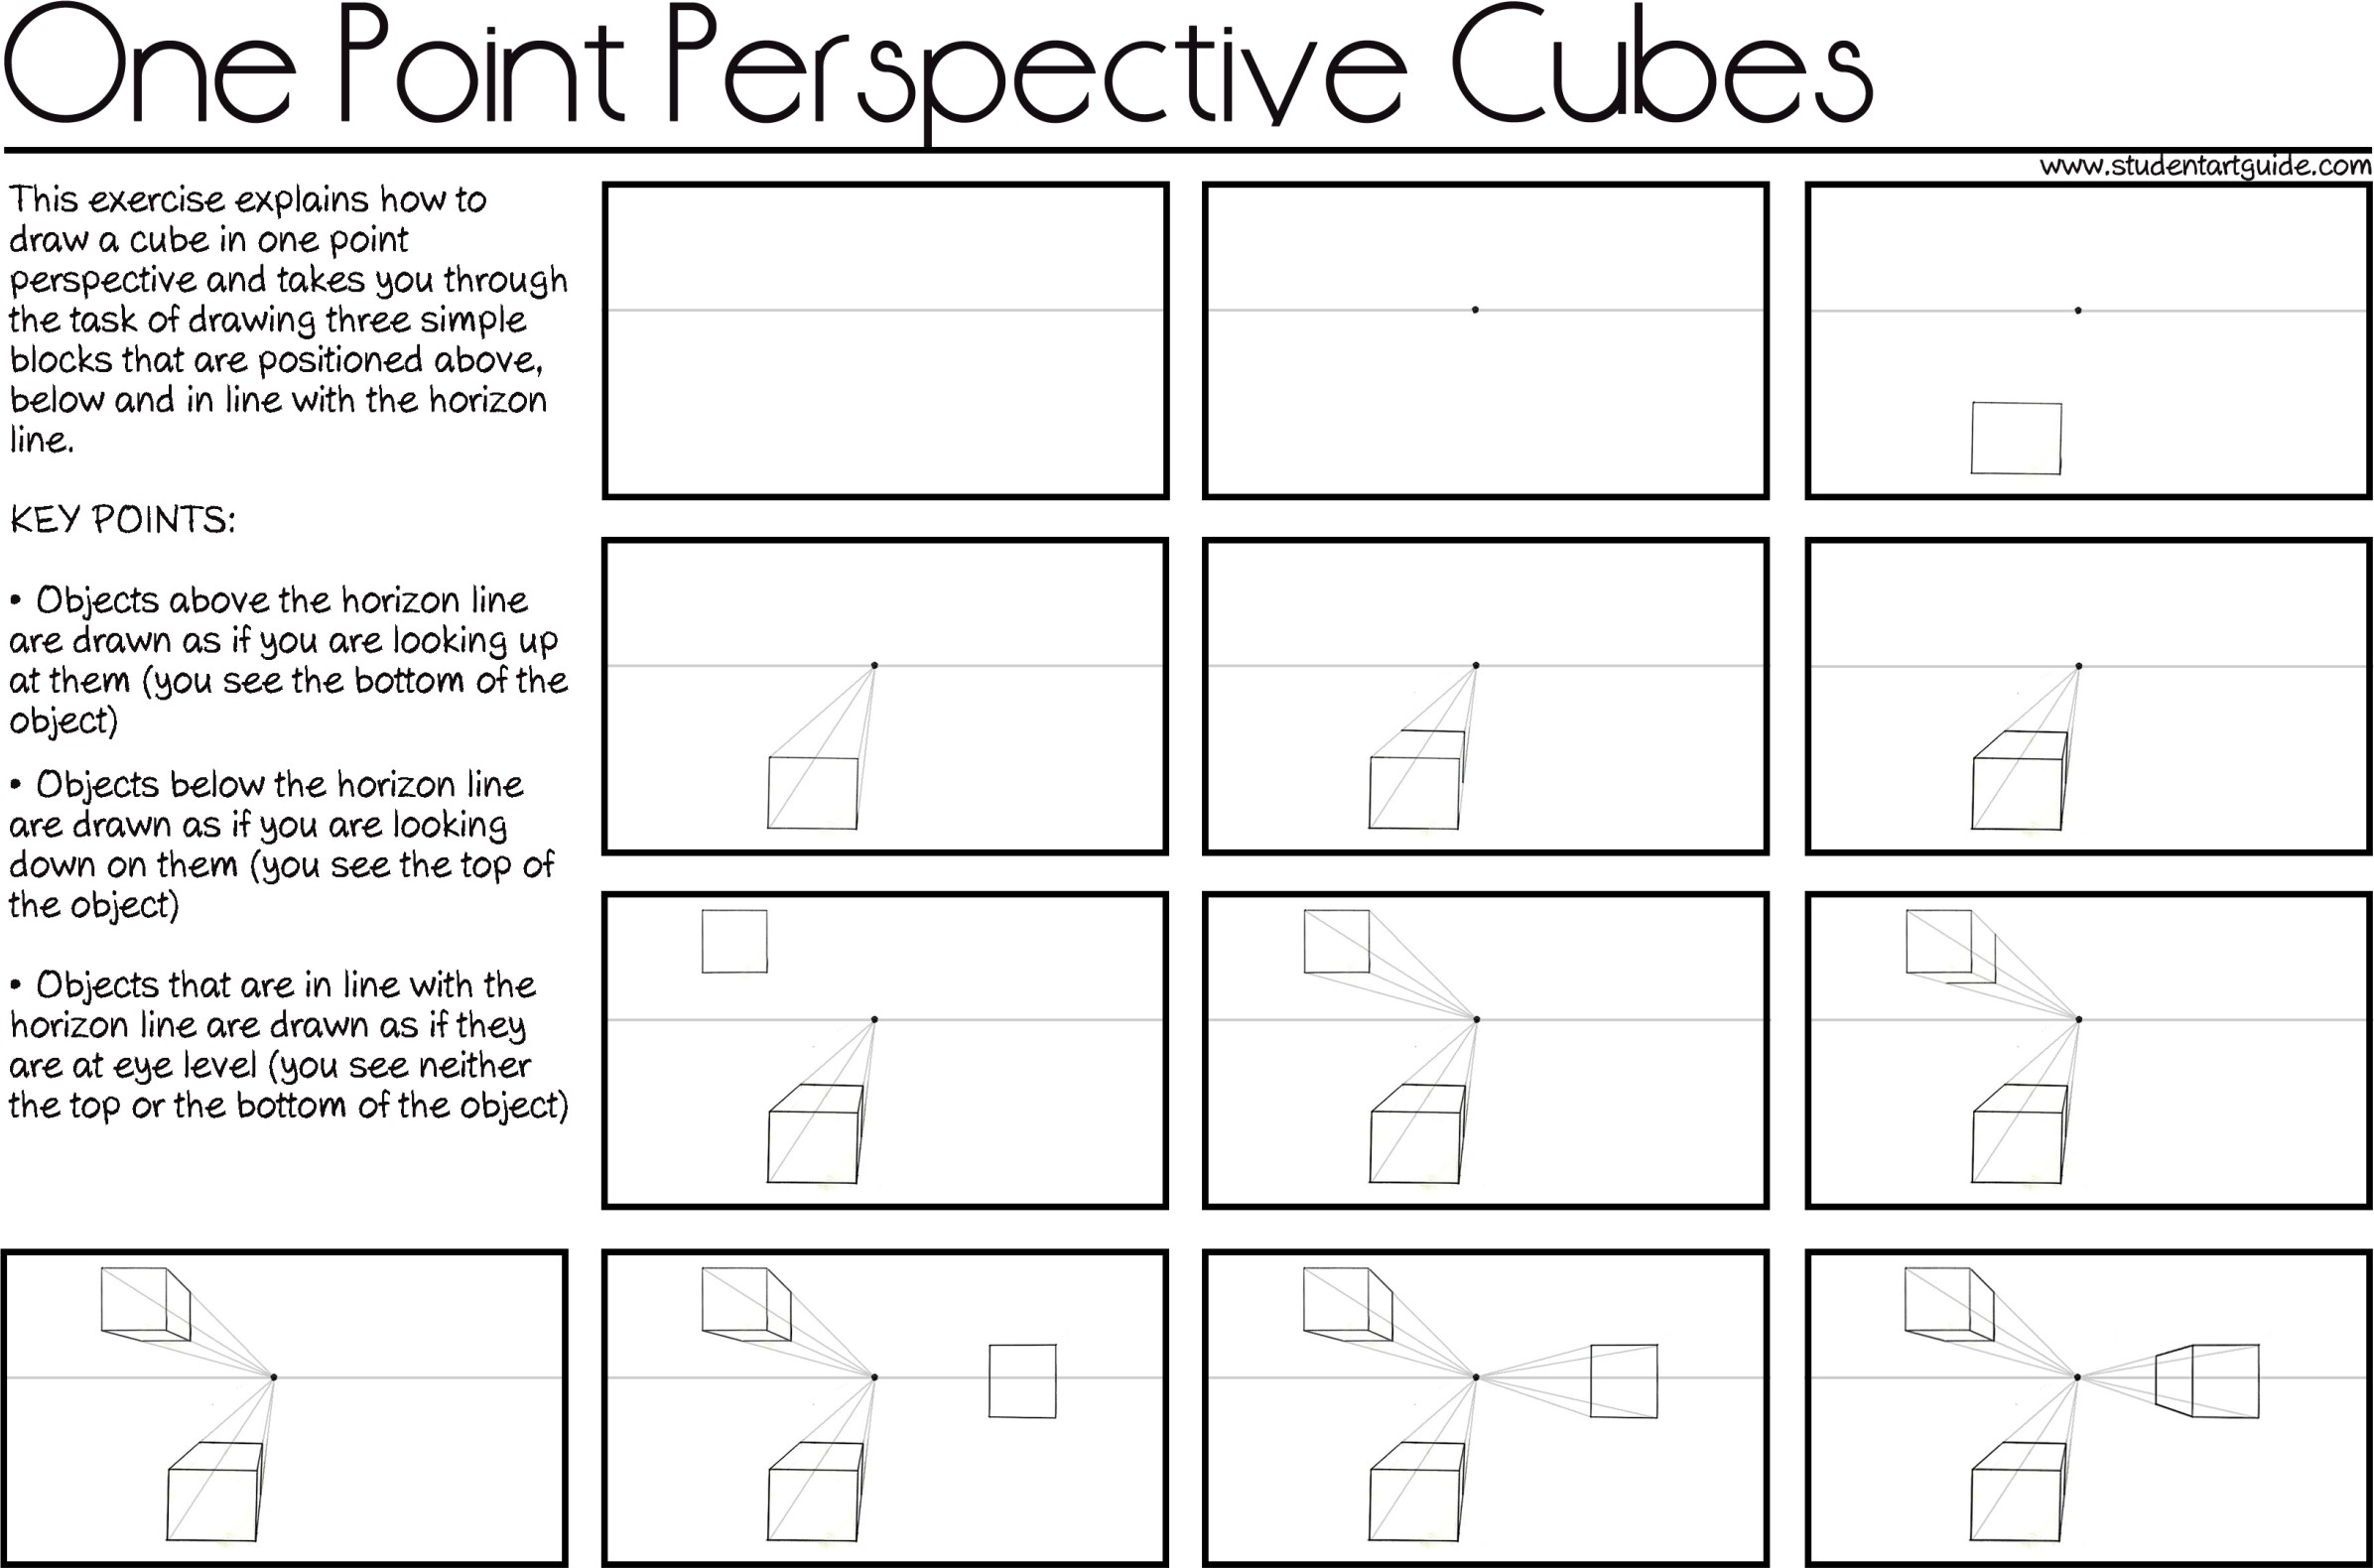 One Point Perspective Cubes
www.studentartguide.com
This exercise explains how to
draw a cube in one point
perspective and takes you through
the task of drawing three simple
blocks that are positioned above,
below and in line with the horizon
line.
KEY POINTS:
• Objects above the horizon line
are drawn as if you are looking up
at them (you see the bottom of the
object)
• Objects below the horizon line
are drawn as if you are looking
down on them (you see the top of
the object)
• Objects that are in line with the
horizon line are drawn as if they
are at eye level (you see neither
the top or the bottom of the object)